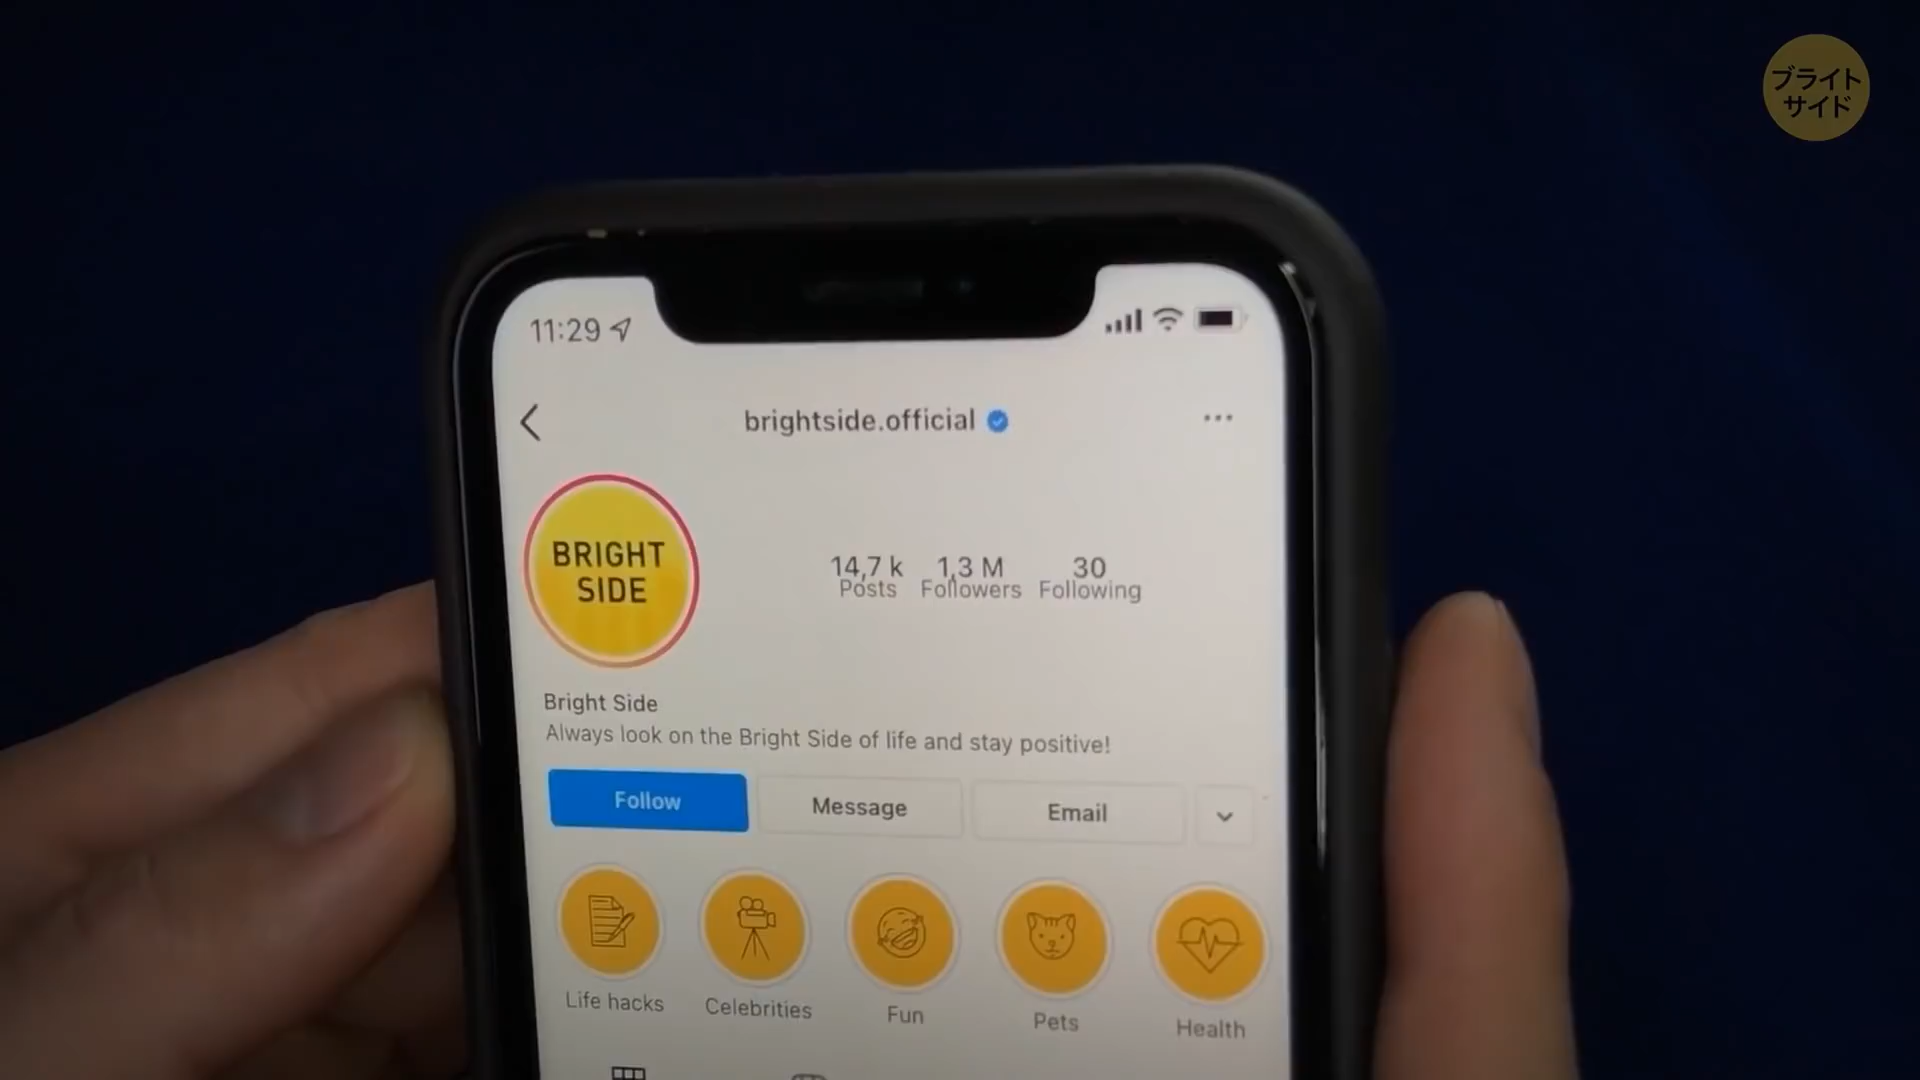 ブライト
サイド
11:29
brightside.official
BRIGHT
SIDE
14,7 k 1,3 M 30
Posts Followers Following
Bright Side
Always look on the Bright Side of life and stay positive!
Follow Message Email
Life hacks Celebrities Fun Pets Health